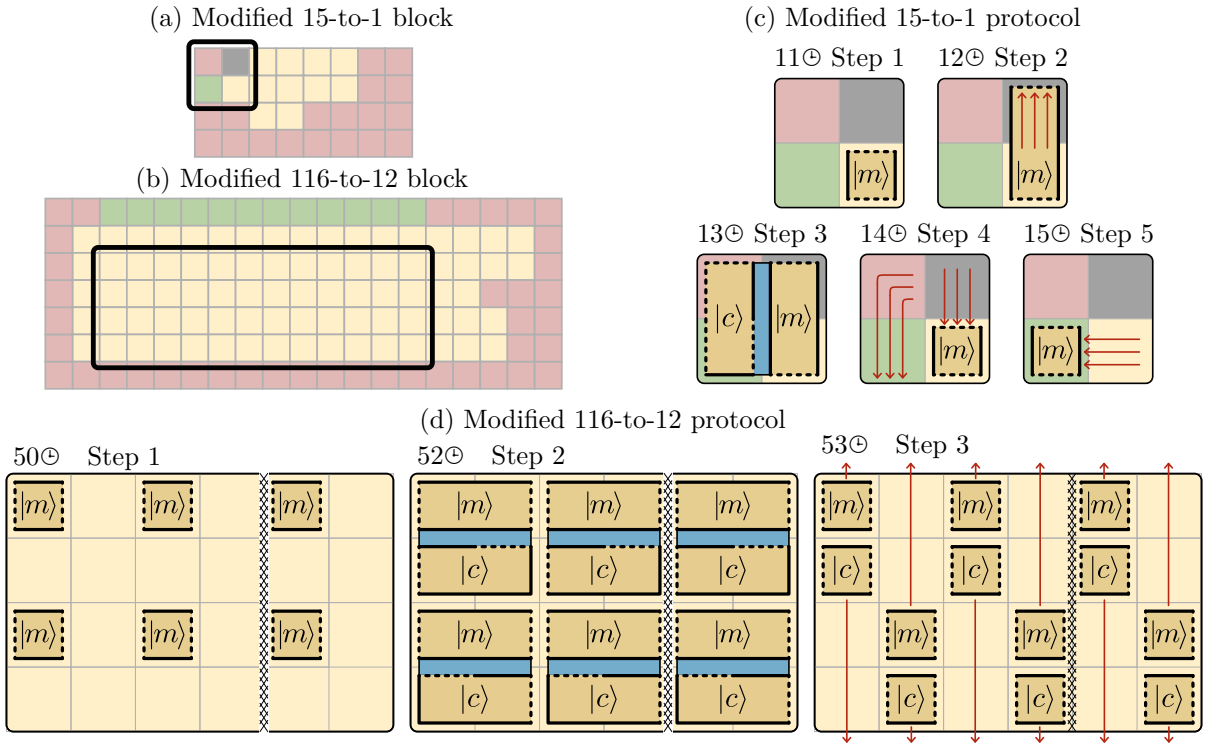 (a) Modified 15-to-1 block
(b) Modified 116-to-12 block
(c) Modified 15-to-1 protocol
11🕒 Step 1
|m⟩
12🕒 Step 2
|m⟩
13🕒 Step 3
|c⟩ |m⟩
14🕒 Step 4
|m⟩
15🕒 Step 5
|m⟩
(d) Modified 116-to-12 protocol
50🕒 Step 1
|m⟩ |m⟩ |m⟩
|m⟩ |m⟩ |m⟩
52🕒 Step 2
|m⟩ |m⟩ |m⟩
|c⟩ |c⟩ |c⟩
|m⟩ |m⟩ |m⟩
|c⟩ |c⟩ |c⟩
53🕒 Step 3
|m⟩ |m⟩ |m⟩
|c⟩ |c⟩ |c⟩
|m⟩ |m⟩ |m⟩
|c⟩ |c⟩ |c⟩